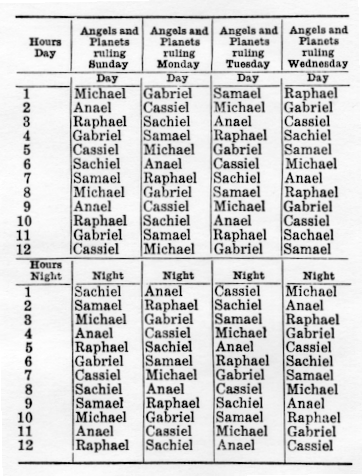 Hours Day | Angels and Planets ruling Sunday | Angels and Planets ruling Monday | Angels and Planets ruling Tuesday | Angels and Planets ruling Wednesday
Day Day Day Day
1 Michael Gabriel Samael Raphael
2 Anael Cassiel Michael Gabriel
3 Raphael Sachiel Anael Cassiel
4 Gabriel Samael Raphael Sachiel
5 Cassiel Michael Gabriel Samael
6 Sachiel Anael Cassiel Michael
7 Samael Raphael Sachiel Anael
8 Michael Gabriel Samael Raphael
9 Anael Cassiel Michael Gabriel
10 Raphael Sachiel Anael Cassiel
11 Gabriel Samael Raphael Sachael
12 Cassiel Michael Gabriel Samael
Hours Night | Night Night Night Night
1 Sachiel Anael Cassiel Michael
2 Samael Raphael Sachiel Anael
3 Michael Gabriel Samael Raphael
4 Anael Cassiel Michael Gabriel
5 Raphael Sachiel Anael Cassiel
6 Gabriel Samael Raphael Sachiel
7 Cassiel Michael Gabriel Samael
8 Sachiel Anael Cassiel Michael
9 Samael Raphael Sachiel Anael
10 Michael Gabriel Samael Raphael
11 Anael Cassiel Michael Gabriel
12 Raphael Sachiel Anael Cassiel